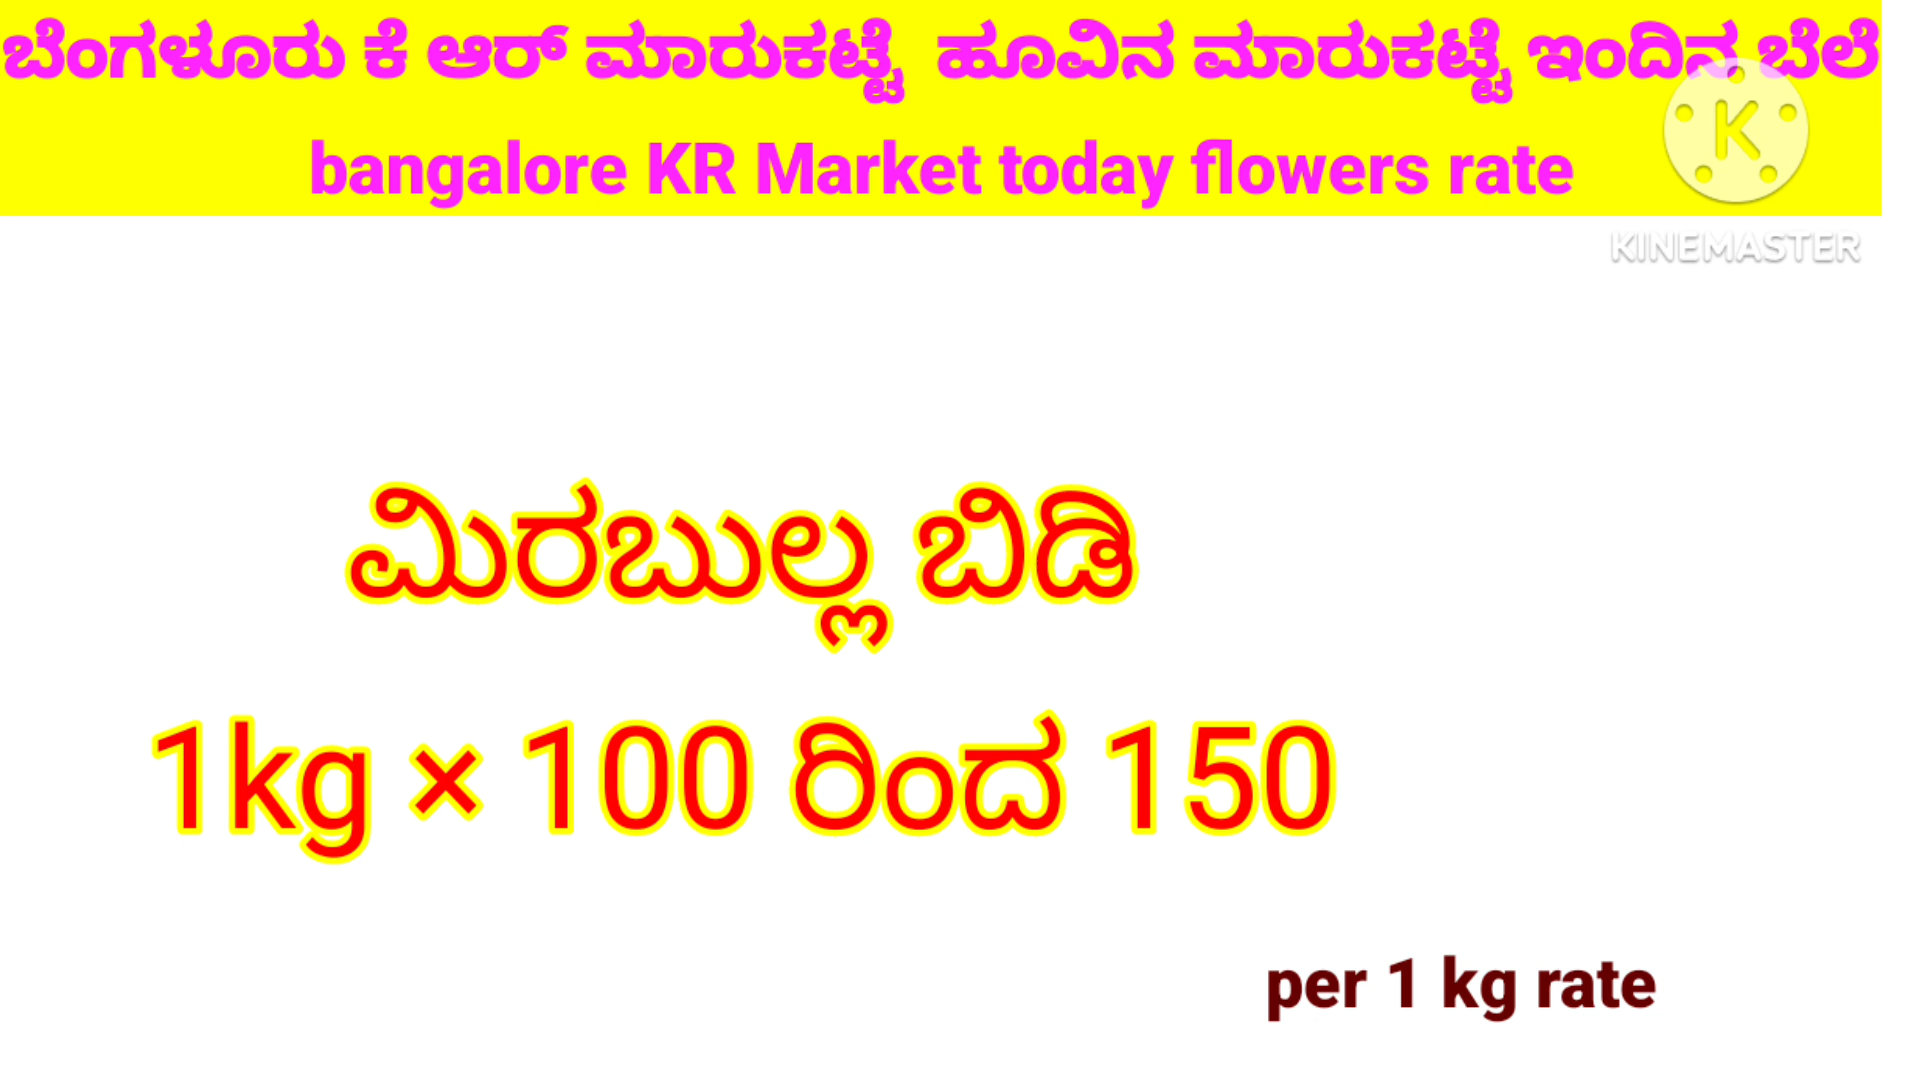 ಬೆಂಗಳೂರು ಕೆ ಆರ್ ಮಾರುಕಟ್ಟೆ ಹೂವಿನ ಮಾರುಕಟ್ಟೆ ಇಂದಿನ ಬೆಲೆ
bangalore KR Market today flowers rate
K
KINEMASTER
ಮಿರಬುಲ್ಲ ಬಿಡಿ
1kg × 100 ರಿಂದ 150
per 1 kg rate